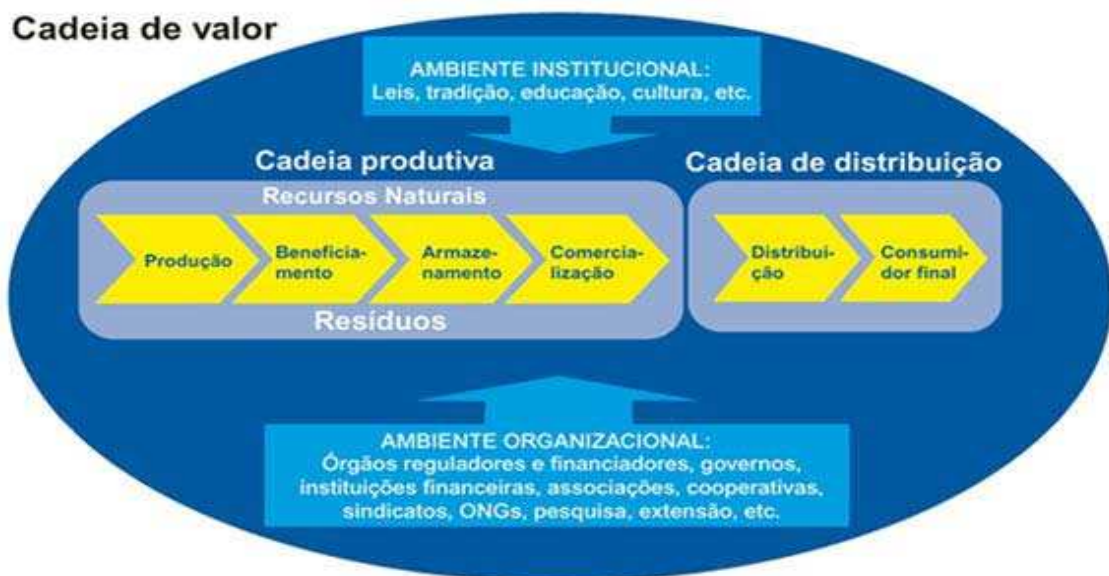 Cadeia de valor
AMBIENTE INSTITUCIONAL:
Leis, tradição, educação, cultura, etc.
Cadeia produtiva
Cadeia de distribuição
Recursos Naturais
Produção
Beneficia-
mento
Armaze-
namento
Comercia-
lização
Distribui-
ção
Consumi-
dor final
Resíduos
AMBIENTE ORGANIZACIONAL:
Órgãos reguladores e financiadores, governos,
instituições financeiras, associações, cooperativas,
sindicatos, ONGs, pesquisa, extensão, etc.